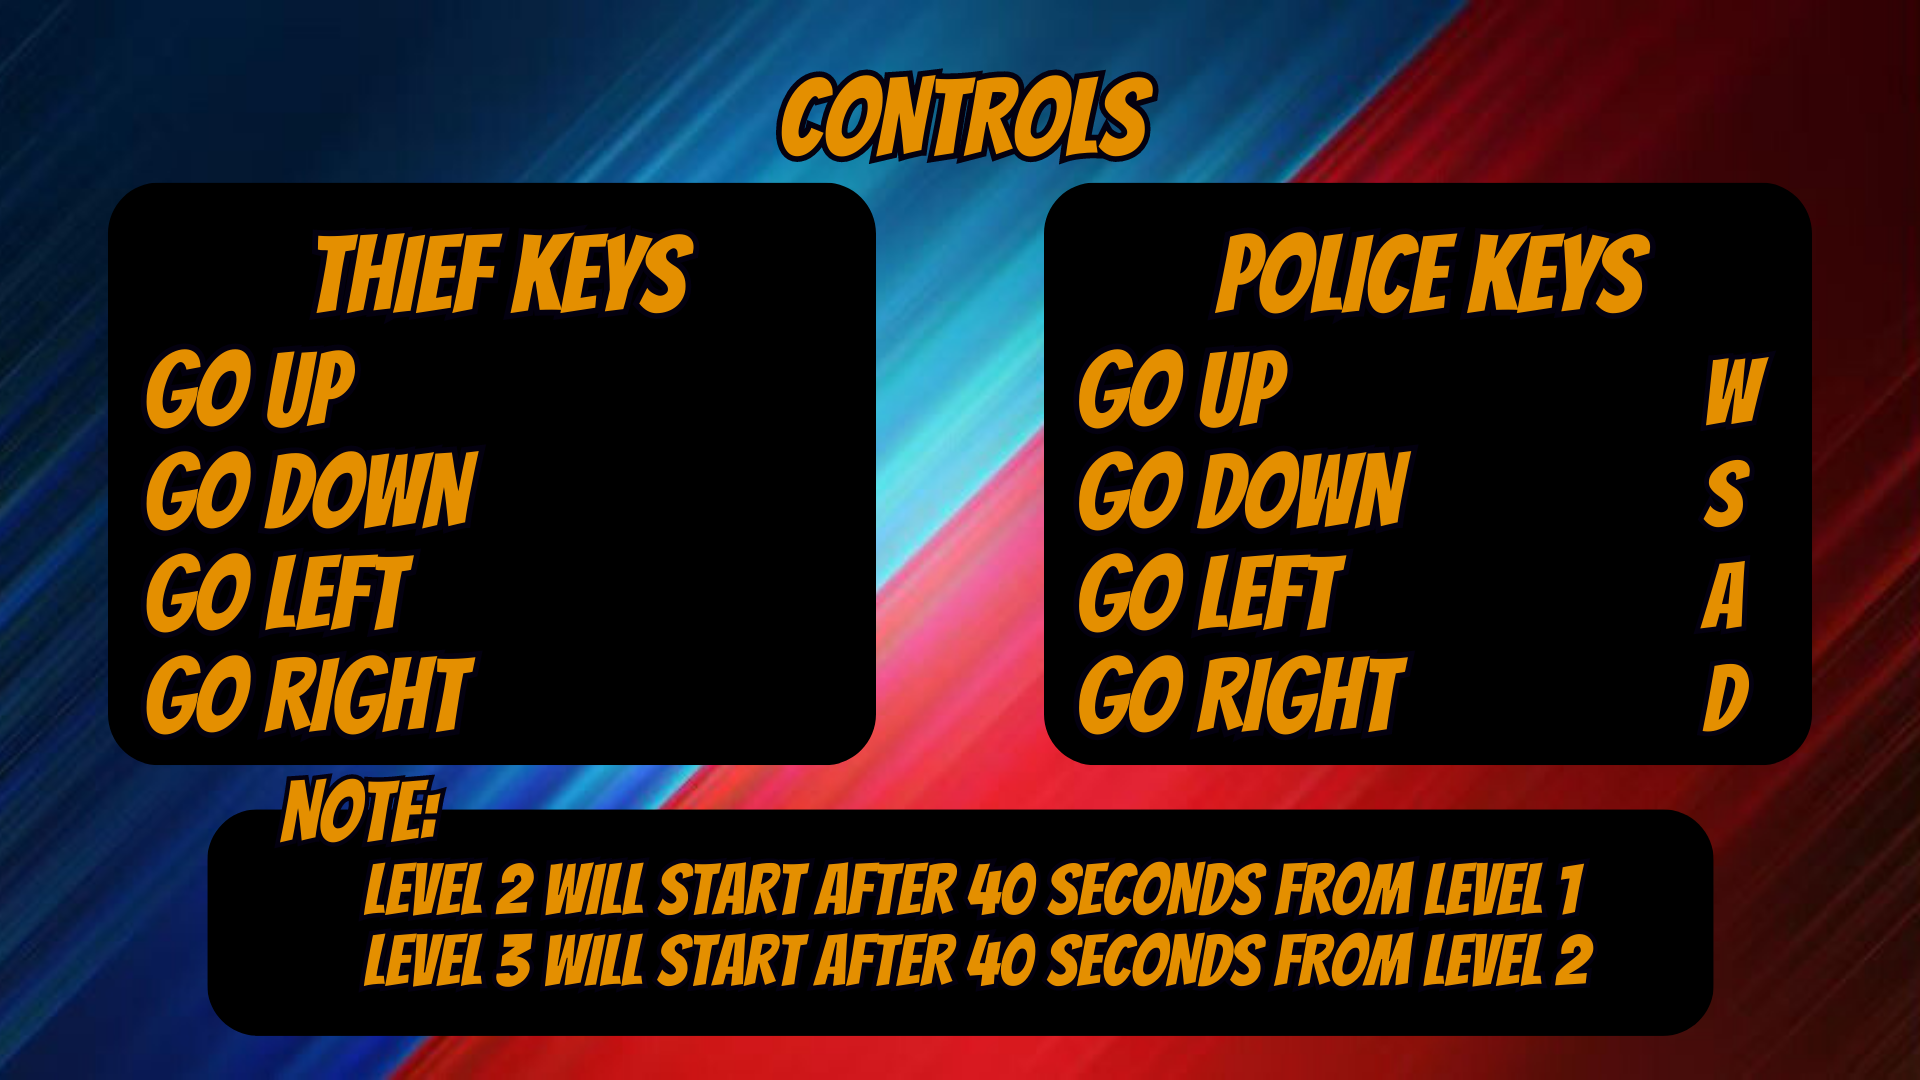 CONTROLS
THIEF KEYS
GO UP
GO DOWN
GO LEFT
GO RIGHT
POLICE KEYS
GO UP W
GO DOWN S
GO LEFT A
GO RIGHT D
NOTE:
LEVEL 2 WILL START AFTER 40 SECONDS FROM LEVEL 1
LEVEL 3 WILL START AFTER 40 SECONDS FROM LEVEL 2